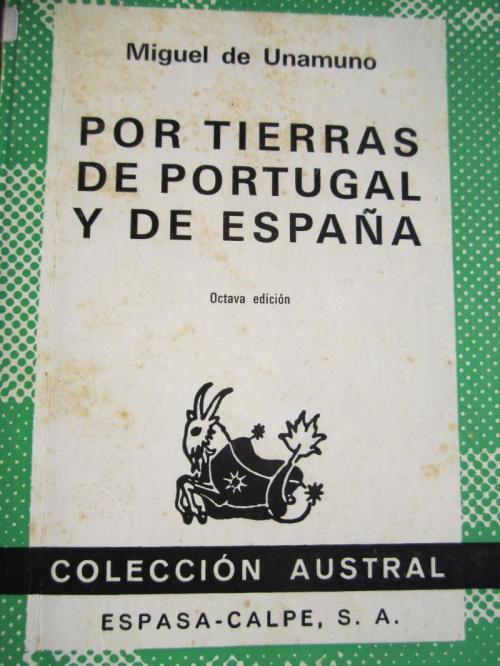 Miguel de Unamuno
POR TIERRAS
DE PORTUGAL
Y DE ESPAÑA
Octava edición
COLECCIÓN AUSTRAL
ESPASA-CALPE, S. A.